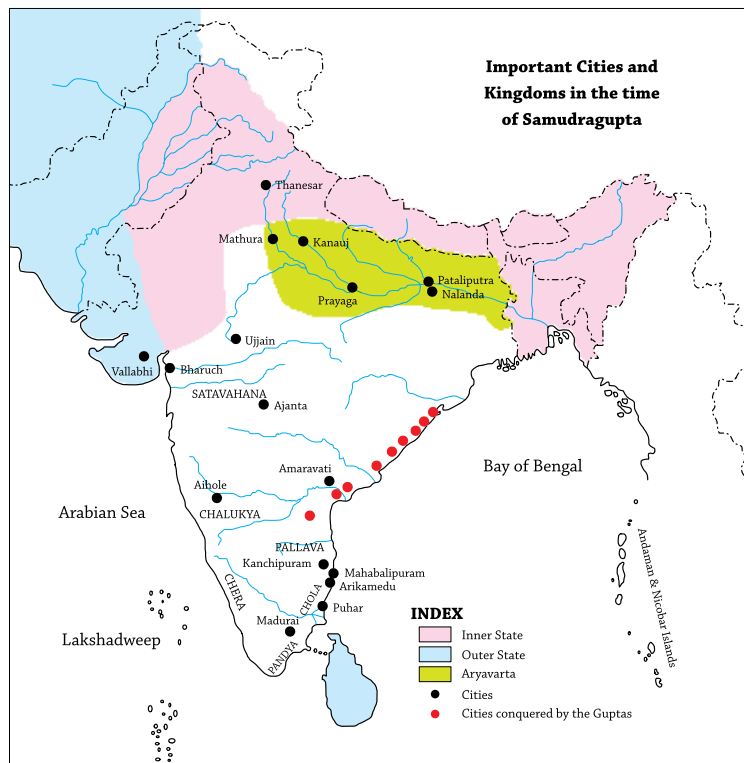 Important Cities and
Kingdoms in the time
of Samudragupta
Thanesar
Mathura
Kanauj
Pataliputra
Nalanda
Prayaga
Ujjain
Vallabhi
Bharuch
SATAVAHANA
Ajanta
Amaravati
Bay of Bengal
Aihole
CHALUKYA
Arabian Sea
PALLAVA
Kanchipuram
Mahabalipuram
Arikamedu
CHERA
CHOLA
Puhar
Madurai
PANDYA
Lakshadweep
Andaman & Nicobar Islands
INDEX
Inner State
Outer State
Aryavarta
Cities
Cities conquered by the Guptas